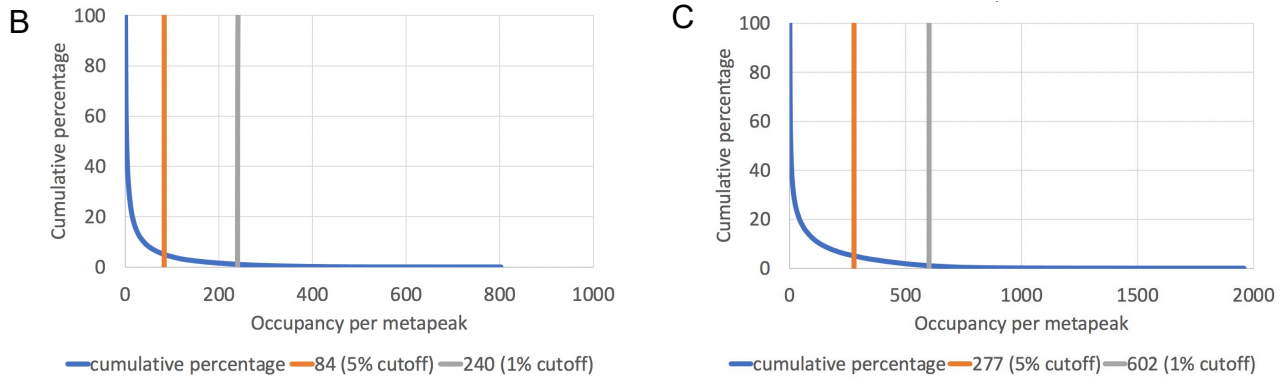 B
100
80
60
40
20
0
Cumulative percentage
0 200 400 600 800 1000
Occupancy per metapeak
cumulative percentage 84 (5% cutoff) 240 (1% cutoff)
C
100
80
60
40
20
0
Cumulative percentage
0 500 1000 1500 2000
Occupancy per metapeak
cumulative percentage 277 (5% cutoff) 602 (1% cutoff)